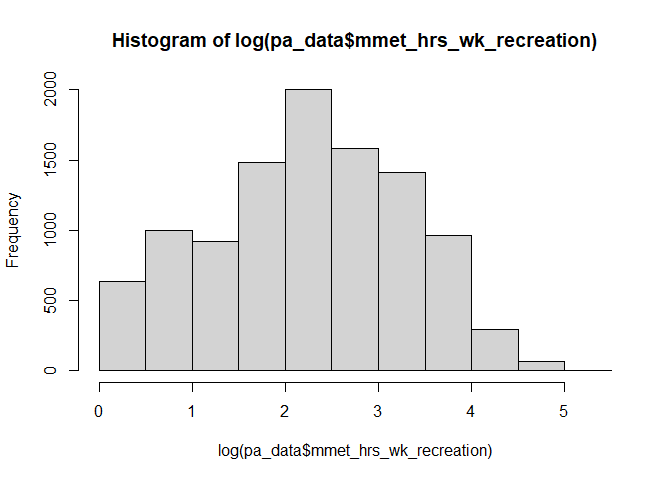 Histogram of log(pa_data$mmet_hrs_wk_recreation)
Frequency
2000
1500
1000
500
0
0 1 2 3 4 5
log(pa_data$mmet_hrs_wk_recreation)